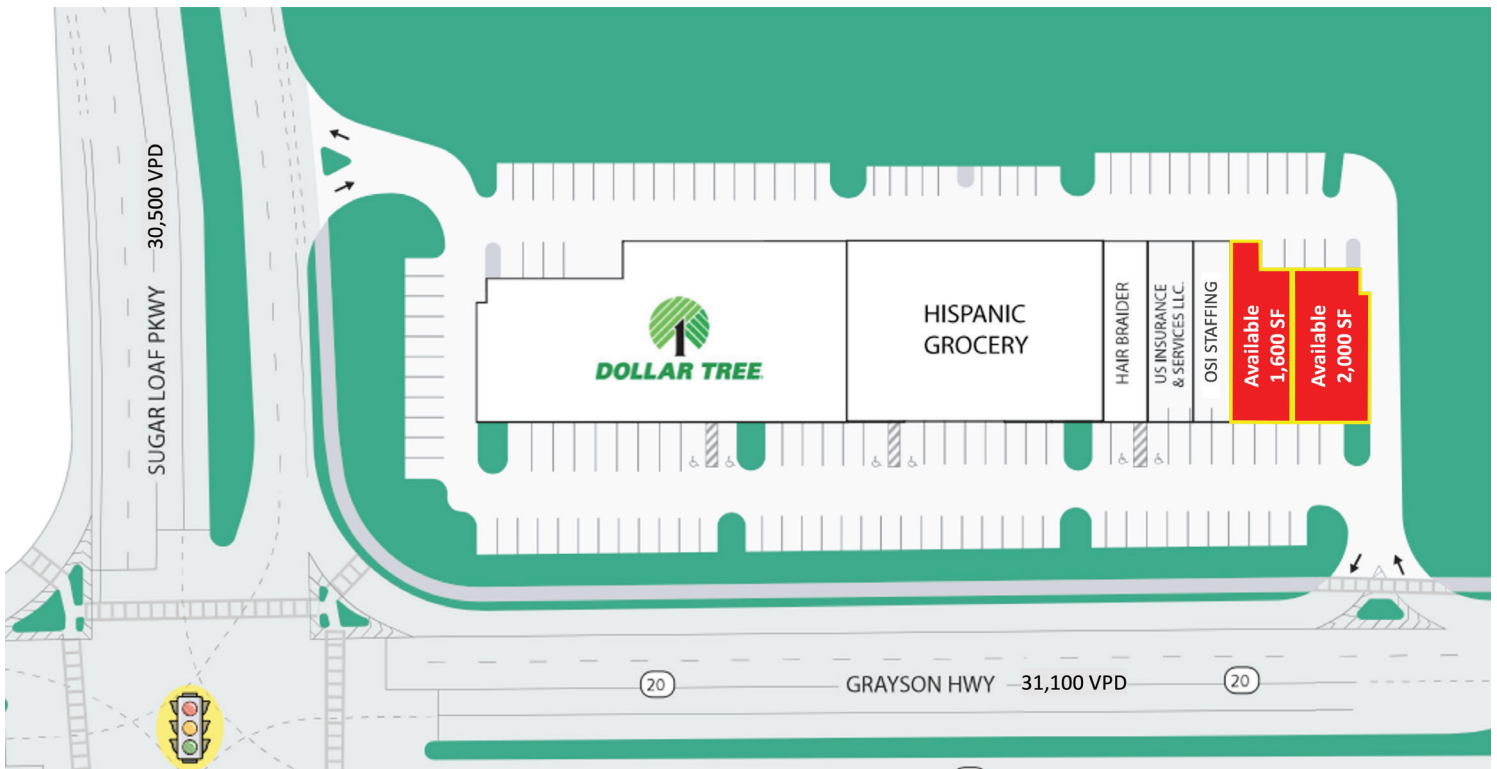 30,500 VPD
SUGAR LOAF PKWY
1
DOLLAR TREE
HISPANIC
GROCERY
HAIR BRAIDER
US INSURANCE
& SERVICES LLC.
OSI STAFFING
Available
1,600 SF
Available
2,000 SF
20
GRAYSON HWY
31,100 VPD
20